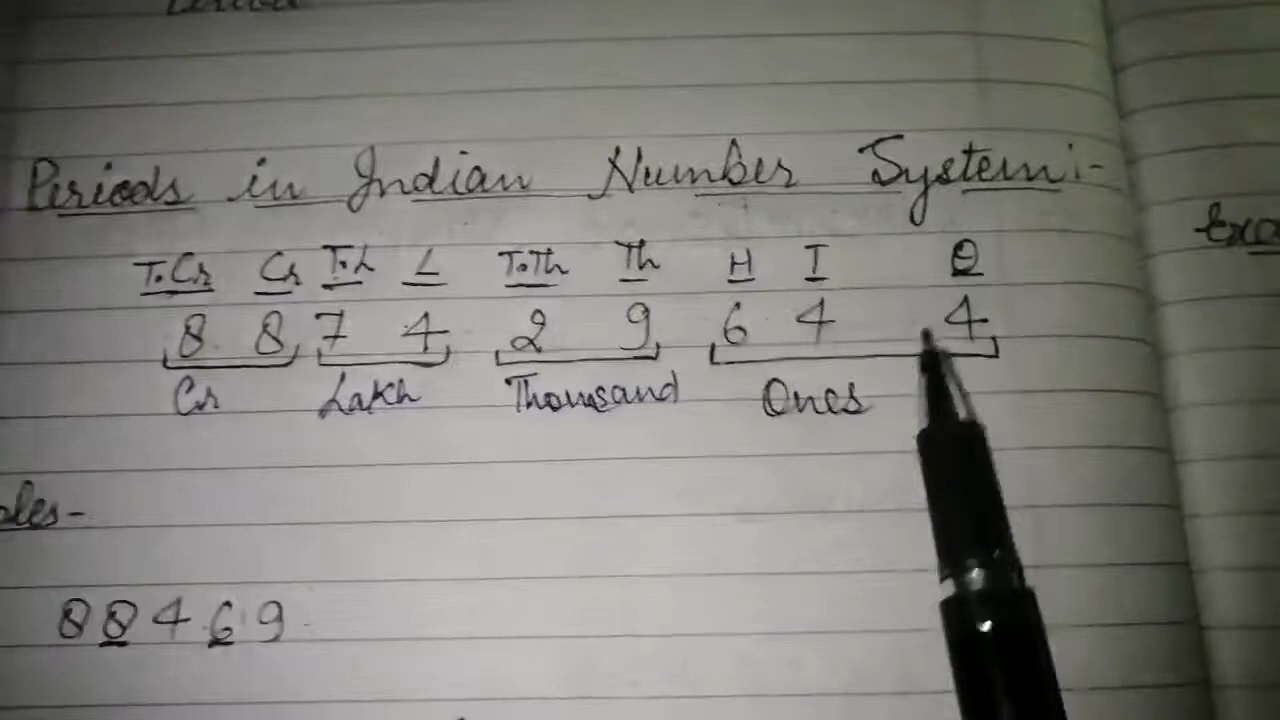 Periods in Indian Number System:-
T.Cr Cr T.L L T.Th Th H T O
8 8 7 4 2 9 6 4 4
Cr Lakh Thousand Ones
88469